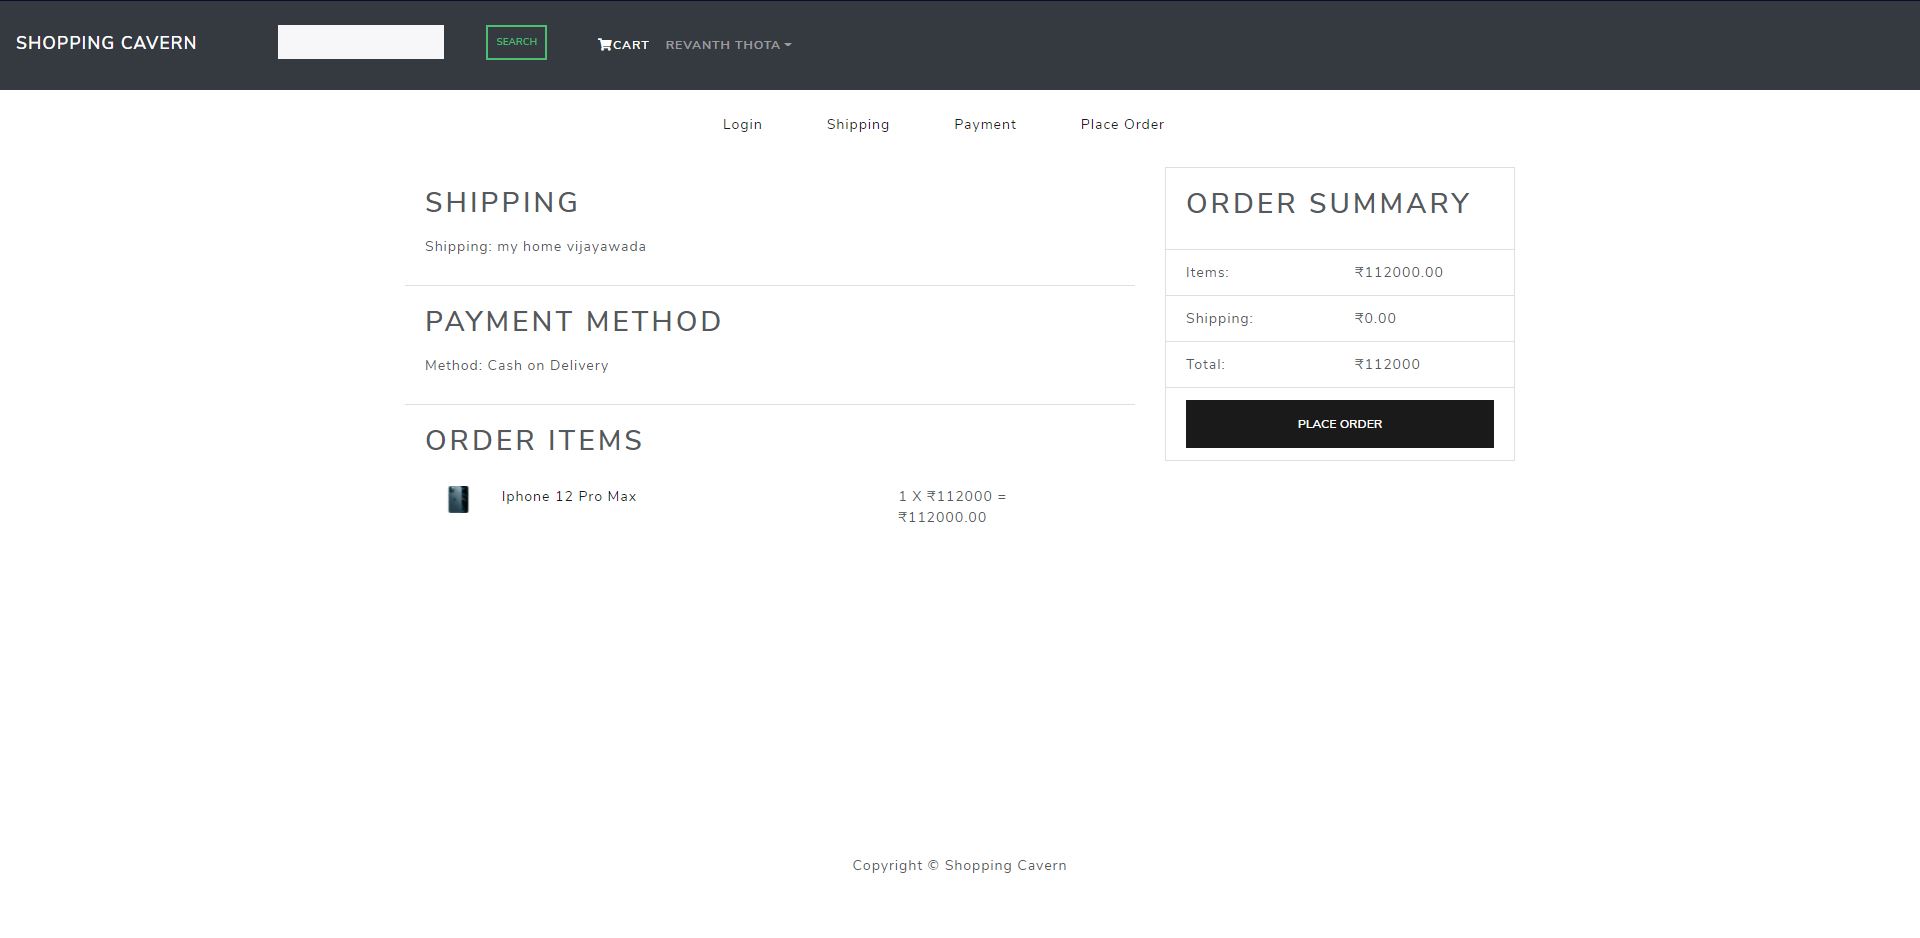 SHOPPING CAVERN
SEARCH
CART
REVANTH THOTA
Login
Shipping
Payment
Place Order
SHIPPING
Shipping: my home vijayawada
PAYMENT METHOD
Method: Cash on Delivery
ORDER ITEMS
Iphone 12 Pro Max
1 X ₹112000 =
₹112000.00
ORDER SUMMARY
Items: ₹112000.00
Shipping: ₹0.00
Total: ₹112000
PLACE ORDER
Copyright © Shopping Cavern